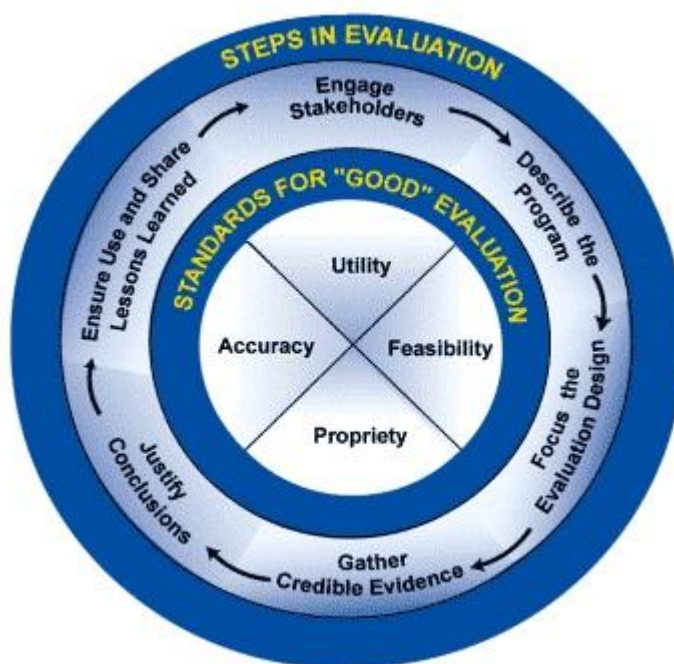 STEPS IN EVALUATION
Engage
Stakeholders
Describe the
Program
Focus the
Evaluation Design
Gather
Credible Evidence
Justify
Conclusions
Ensure Use and Share
Lessons Learned
STANDARDS FOR "GOOD" EVALUATION
Utility
Accuracy
Feasibility
Propriety